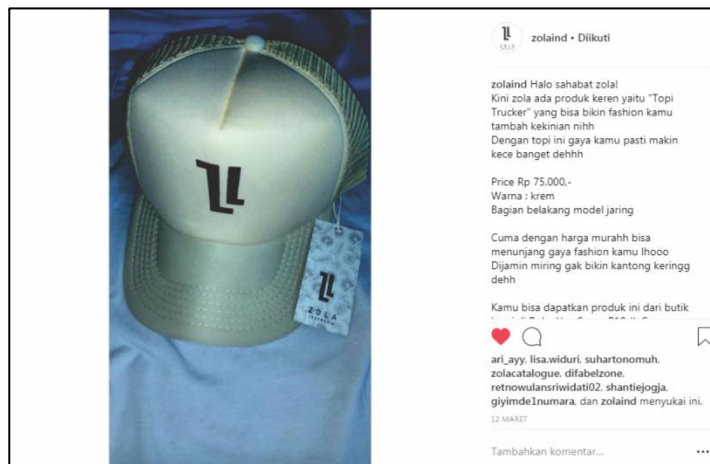 zolaind • Diikuti
zolaind Halo sahabat zola!
Kini zola ada produk keren yaitu "Topi
Trucker" yang bisa bikin fashion kamu
tambah kekinian nihh
Dengan topi ini gaya kamu pasti makin
kece banget dehhh
Price Rp 75.000,-
Warna : krem
Bagian belakang model jaring
Cuma dengan harga murahh bisa
menunjang gaya fashion kamu lhooo
Dijamin miring gak bikin kantong keringg
dehh
Kamu bisa dapatkan produk ini dari butik
ZOLA
ari_ayy, lisa.widuri, suhartonomuh,
zolacatalogue, difabelzone,
retnowulansriwidati02, shantiejogja,
giyimde1numara, dan zolaind menyukai ini.
12 MARET
Tambahkan komentar...